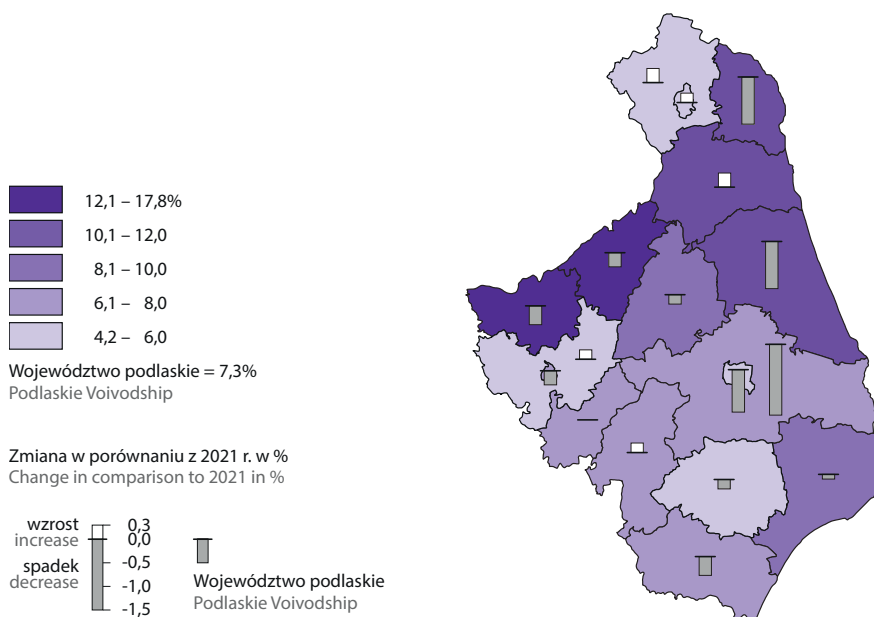 12,1 – 17,8%
10,1 – 12,0
8,1 – 10,0
6,1 – 8,0
4,2 – 6,0
Województwo podlaskie = 7,3%
Podlaskie Voivodship
Zmiana w porównaniu z 2021 r. w %
Change in comparison to 2021 in %
wzrost
increase
spadek
decrease
0,3
0,0
-0,5
-1,0
-1,5
Województwo podlaskie
Podlaskie Voivodship